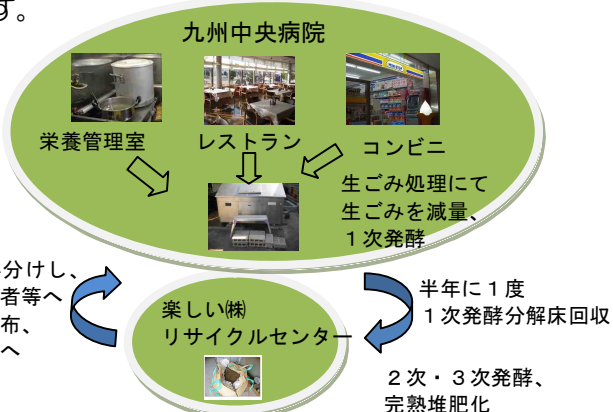 す。
九州中央病院
栄養管理室
レストラン
コンビニ
生ごみ処理にて
生ごみを減量、
１次発酵
分けし、
者等へ
布、
へ
楽しい㈱
リサイクルセンター
半年に１度
１次発酵分解床回収
２次・３次発酵、
完熟堆肥化